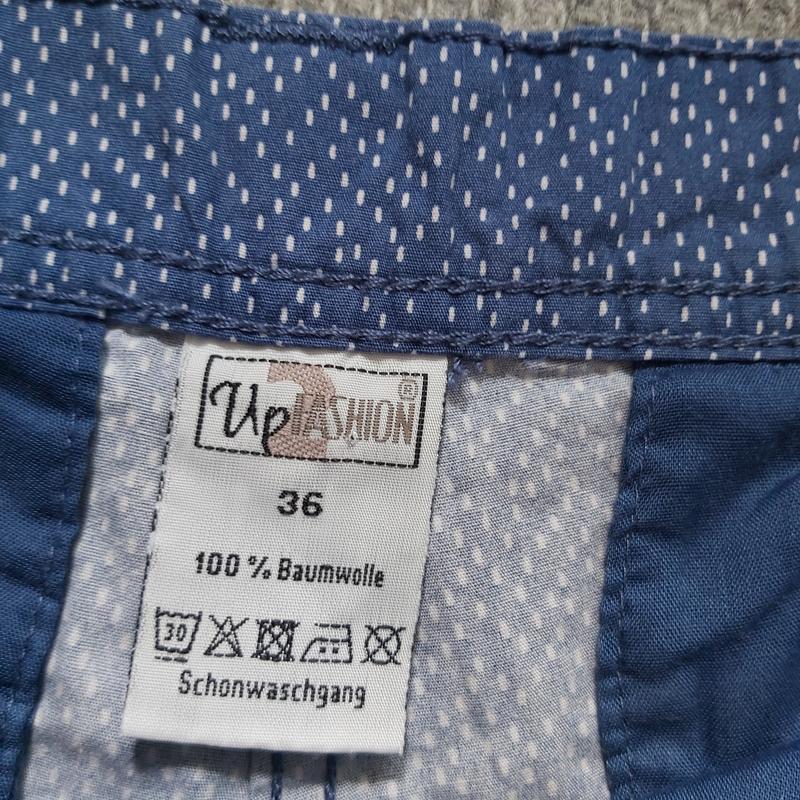 Up 2 FASHION ®
36
100 % Baumwolle
30
Schonwaschgang